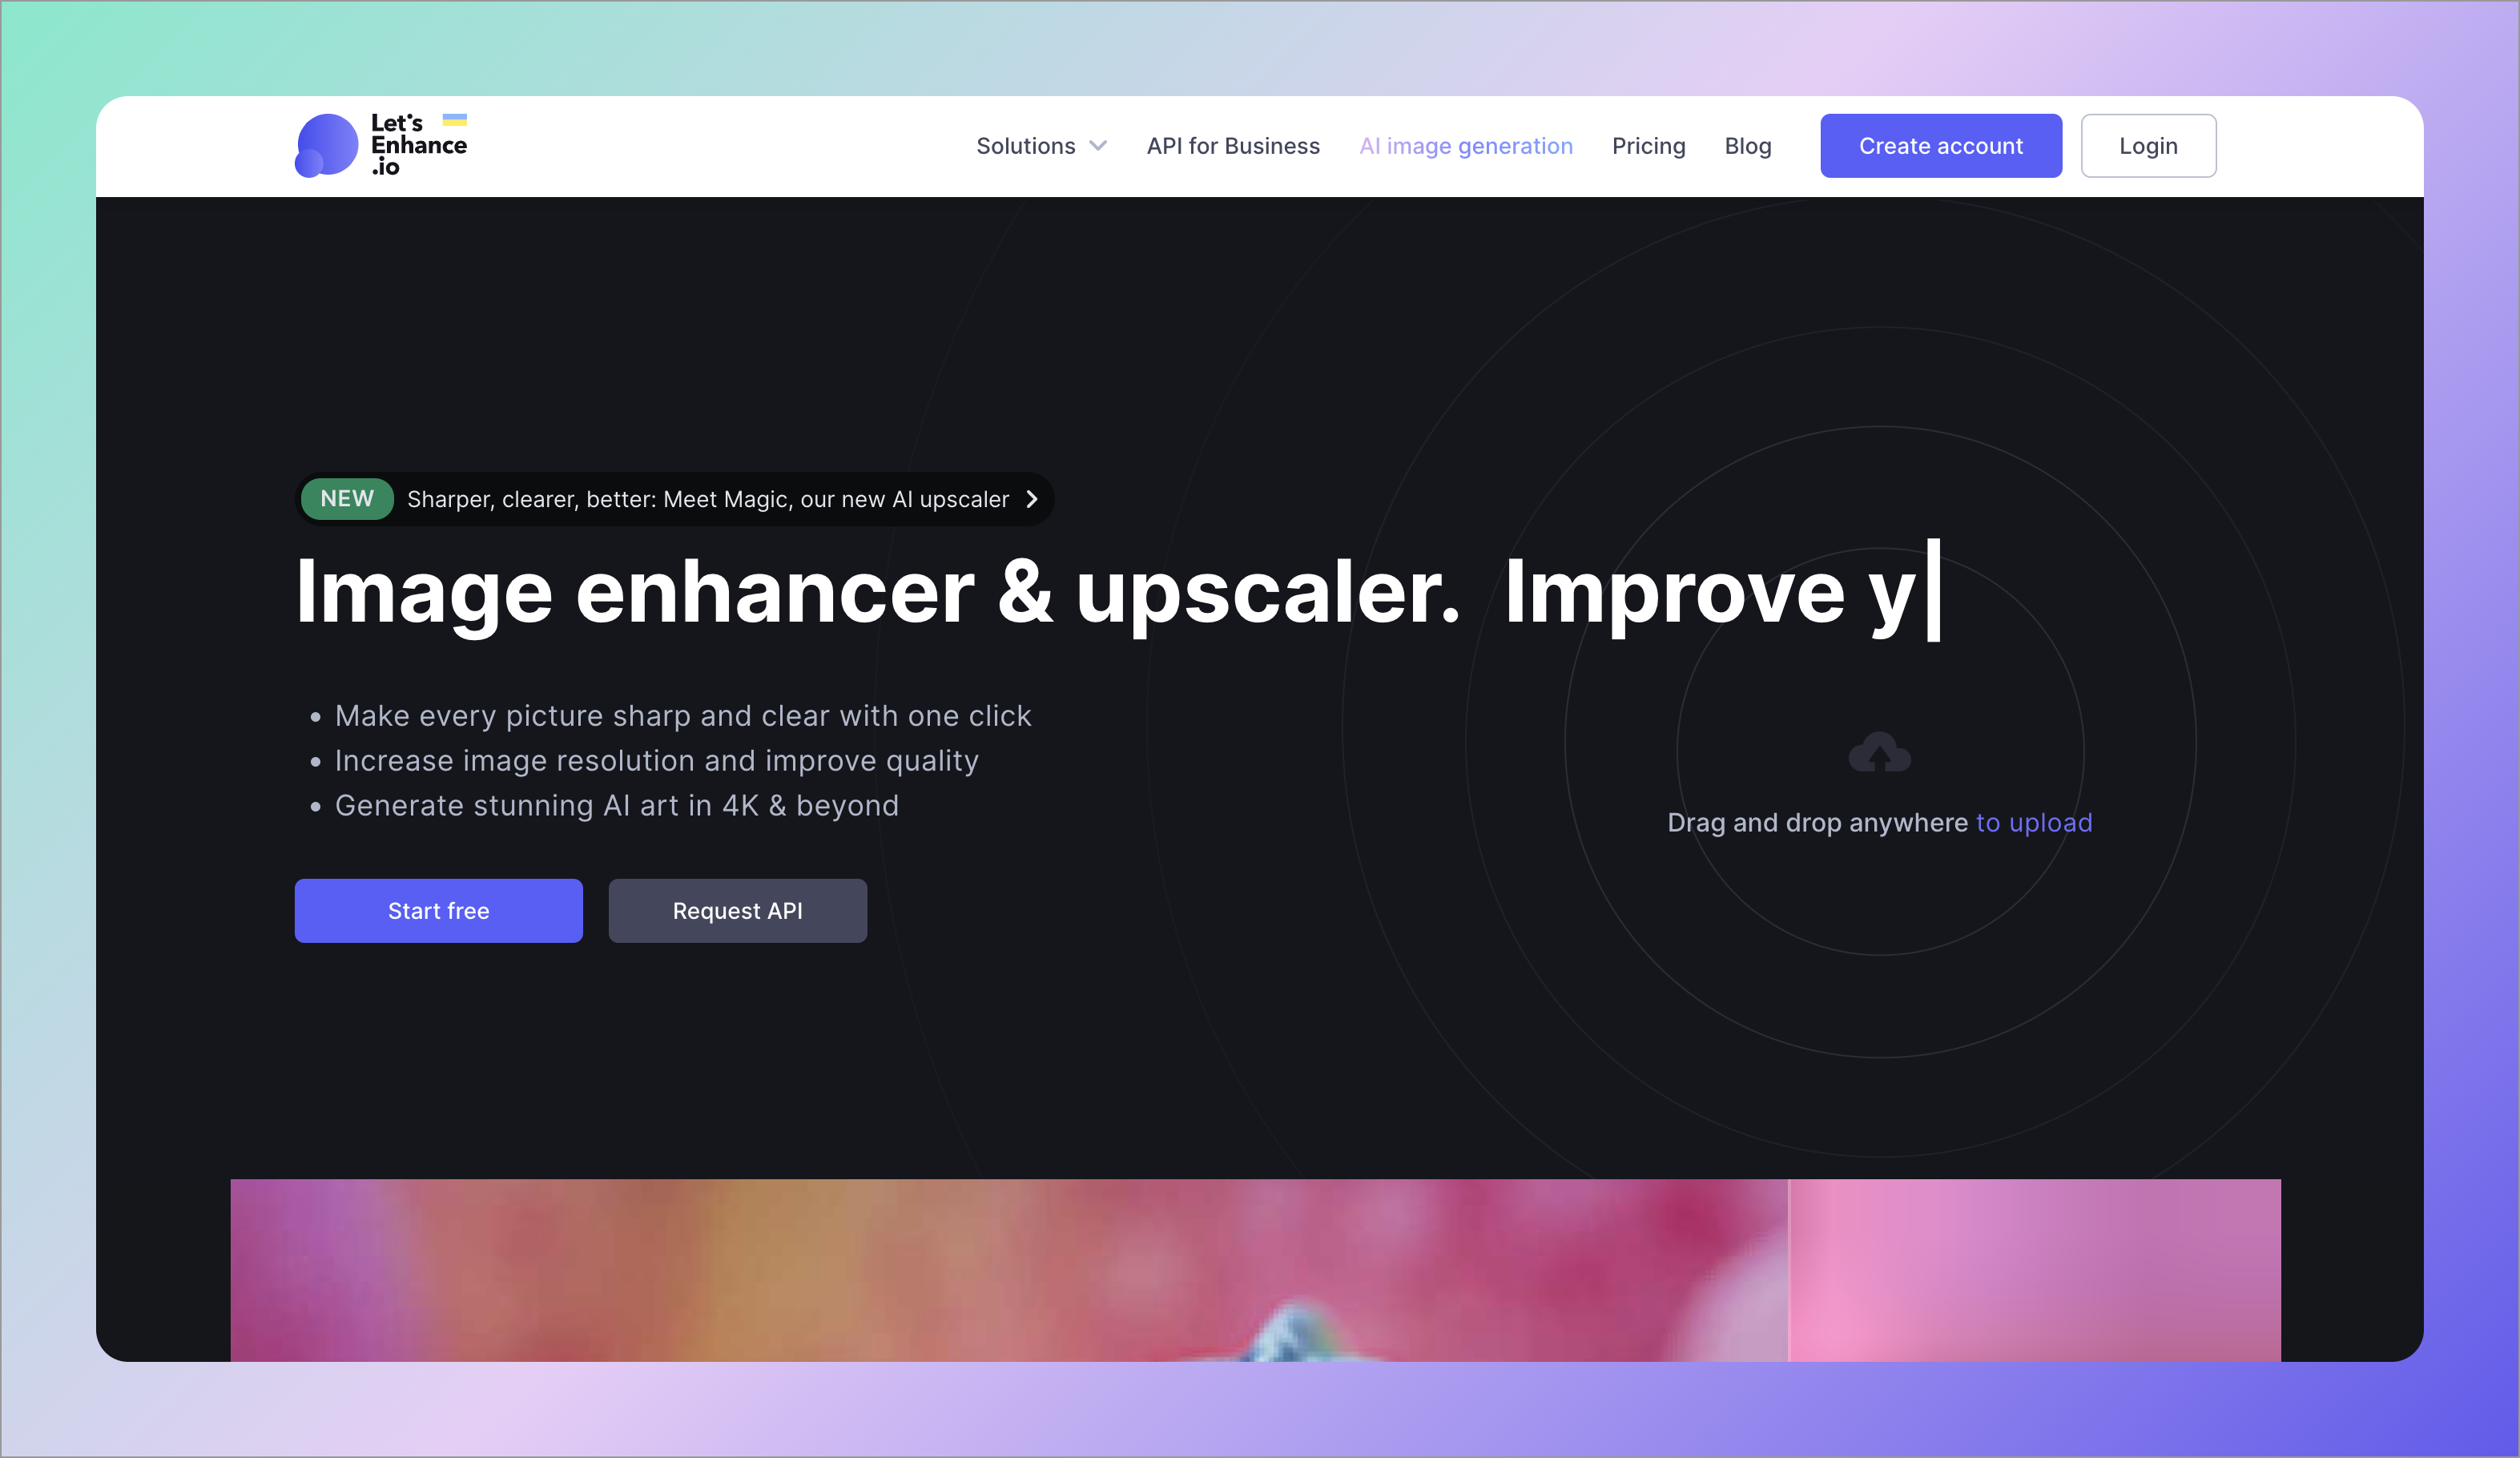 Let's
Enhance
.io
Solutions
API for Business
AI image generation
Pricing
Blog
Create account
Login
NEW
Sharper, clearer, better: Meet Magic, our new AI upscaler
Image enhancer & upscaler. Improve y
Make every picture sharp and clear with one click
Increase image resolution and improve quality
Generate stunning AI art in 4K & beyond
Drag and drop anywhere to upload
Start free
Request API